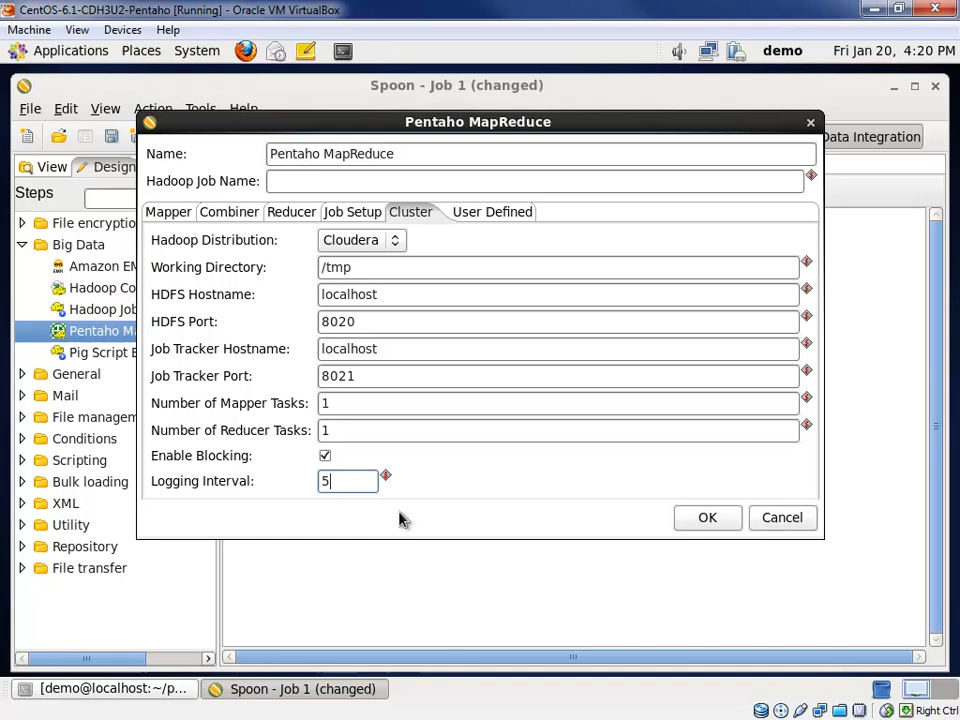 CentOS-6.1-CDH3U2-Pentaho [Running] - Oracle VM VirtualBox
Machine View Devices Help
Applications Places System demo Fri Jan 20, 4:20 PM
Spoon - Job 1 (changed)
File Edit View Action Tools Help
Pentaho MapReduce
Data Integration
View Design
Steps
File encryptio
Big Data
Amazon EM
Hadoop Co
Hadoop Job
Pentaho Ma
Pig Script E
General
Mail
File managem
Conditions
Scripting
Bulk loading
XML
Utility
Repository
File transfer
Name: Pentaho MapReduce
Hadoop Job Name:
Mapper Combiner Reducer Job Setup Cluster User Defined
Hadoop Distribution: Cloudera
Working Directory: /tmp
HDFS Hostname: localhost
HDFS Port: 8020
Job Tracker Hostname: localhost
Job Tracker Port: 8021
Number of Mapper Tasks: 1
Number of Reducer Tasks: 1
Enable Blocking:
Logging Interval: 5
OK Cancel
[demo@localhost:~/p... Spoon - Job 1 (changed)
Right Ctrl